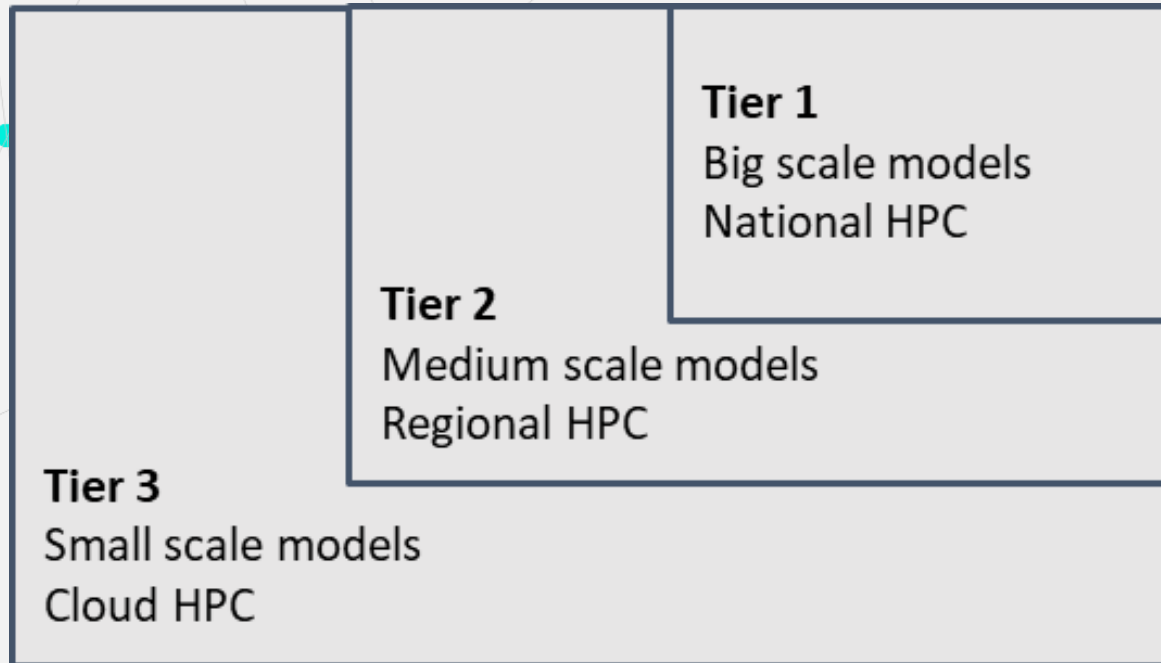 Tier 1
Big scale models
National HPC
Tier 2
Medium scale models
Regional HPC
Tier 3
Small scale models
Cloud HPC